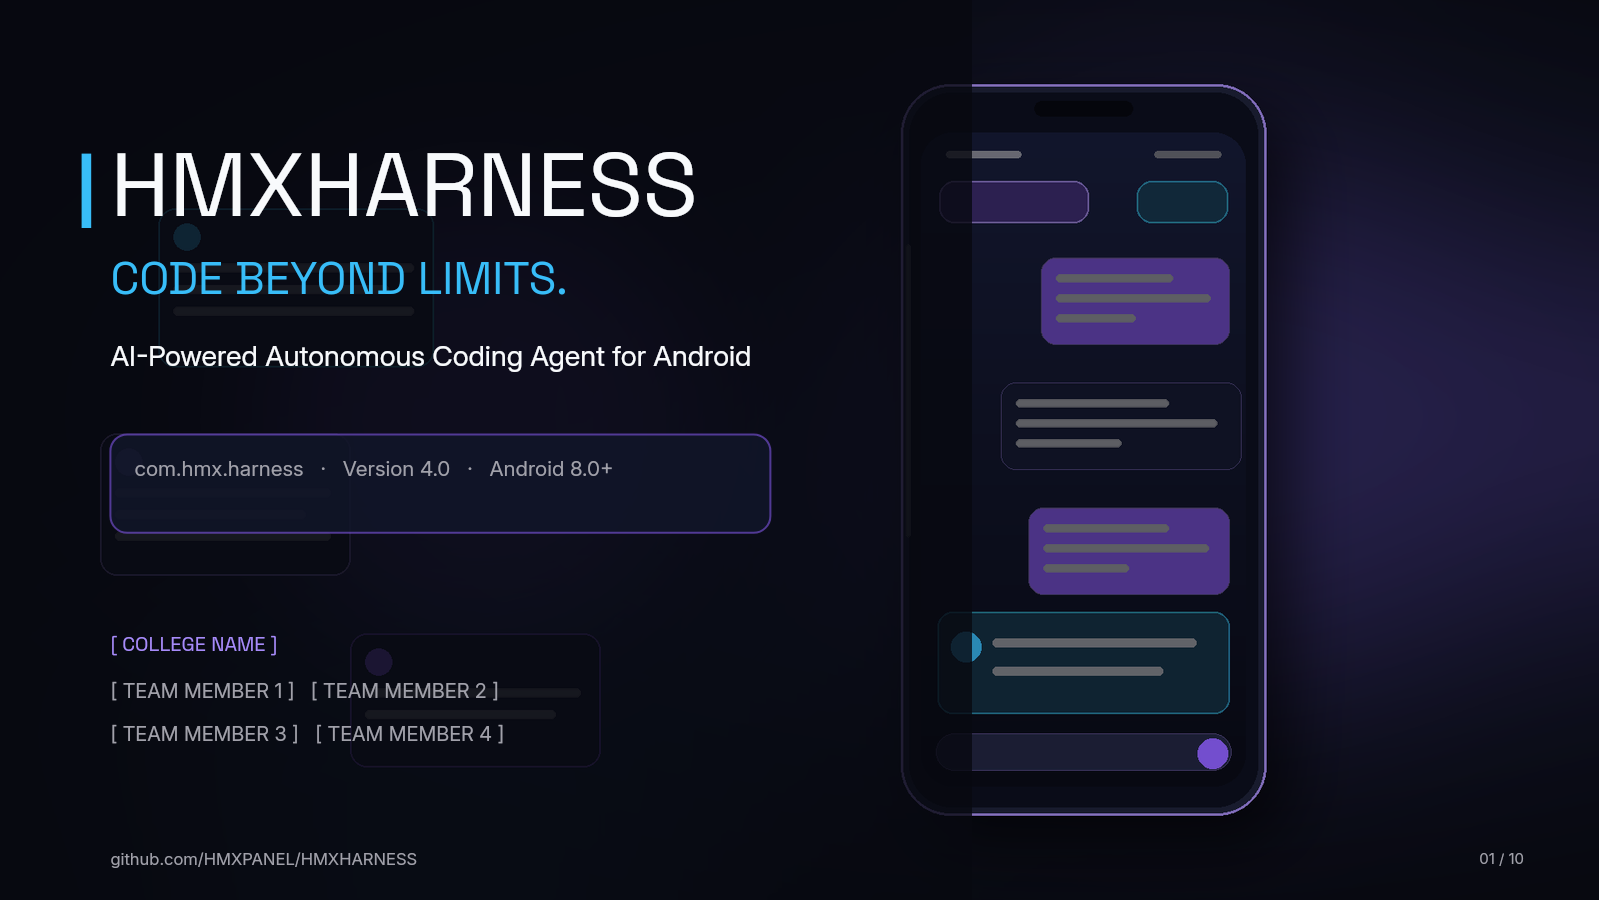 HMXHARNESS
CODE BEYOND LIMITS.
AI-Powered Autonomous Coding Agent for Android
com.hmx.harness · Version 4.0 · Android 8.0+
[ COLLEGE NAME ]
[ TEAM MEMBER 1 ] [ TEAM MEMBER 2 ]
[ TEAM MEMBER 3 ] [ TEAM MEMBER 4 ]
github.com/HMXPANEL/HMXHARNESS
01 / 10